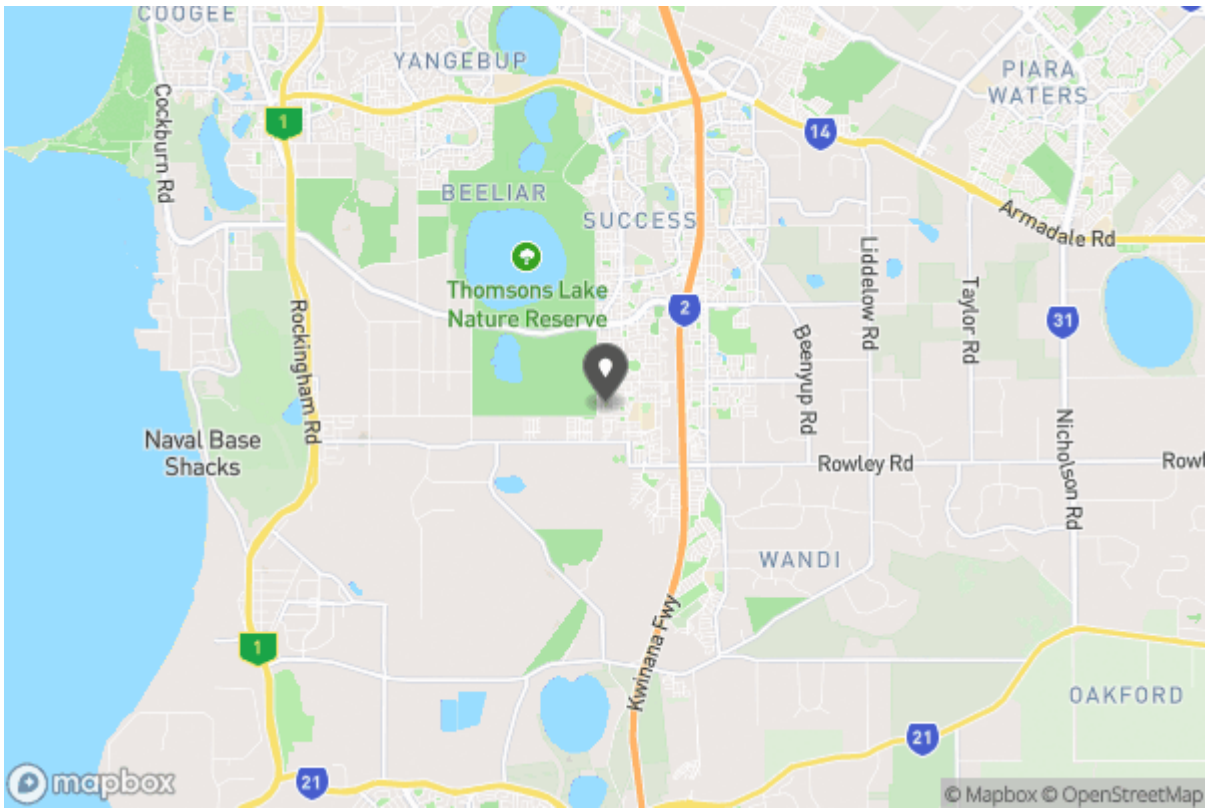 COOGEE
YANGEBUP
PIARA
WATERS
1
14
Cockburn Rd
BEELIAR
SUCCESS
Armadale Rd
Thomsons Lake
Nature Reserve
Liddelow Rd
Taylor Rd
2
31
Rockingham Rd
Beenyup Rd
Naval Base
Shacks
Rowley Rd
Rowl
Nicholson Rd
WANDI
Kwinana Fwy
1
OAKFORD
21
21
mapbox
© Mapbox © OpenStreetMap